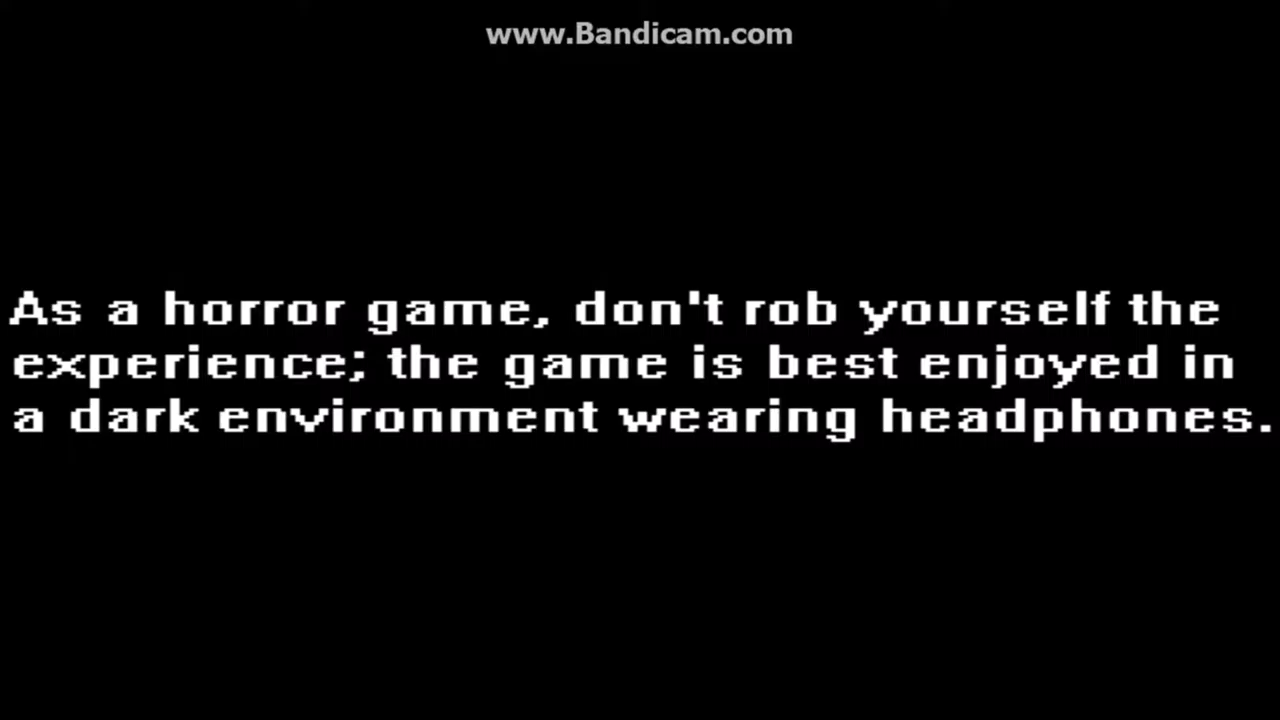 www.Bandicam.com
As a horror game, don't rob yourself the
experience; the game is best enjoyed in
a dark environment wearing headphones.